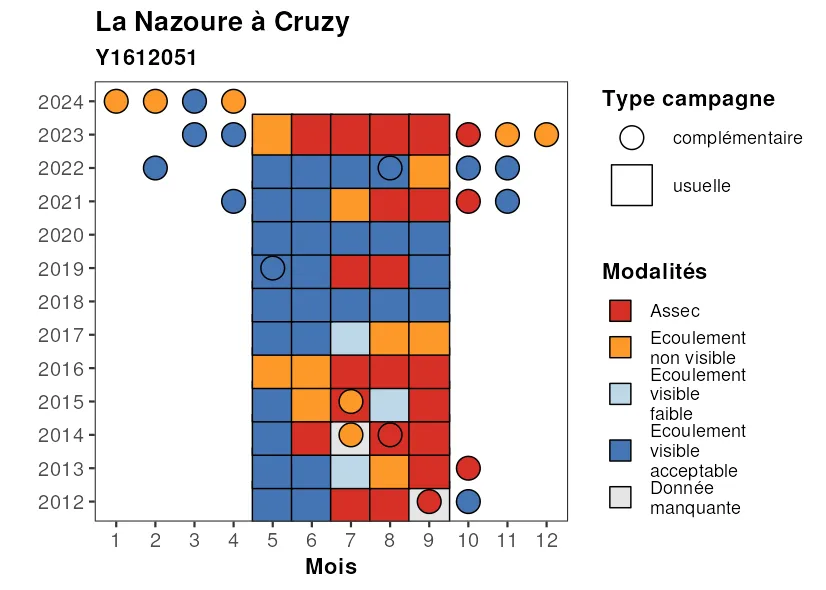 La Nazoure à Cruzy
Y1612051
2024
2023
2022
2021
2020
2019
2018
2017
2016
2015
2014
2013
2012
1 2 3 4 5 6 7 8 9 10 11 12
Mois
Type campagne
complémentaire
usuelle
Modalités
Assec
Ecoulement
non visible
Ecoulement
visible
faible
Ecoulement
visible
acceptable
Donnée
manquante